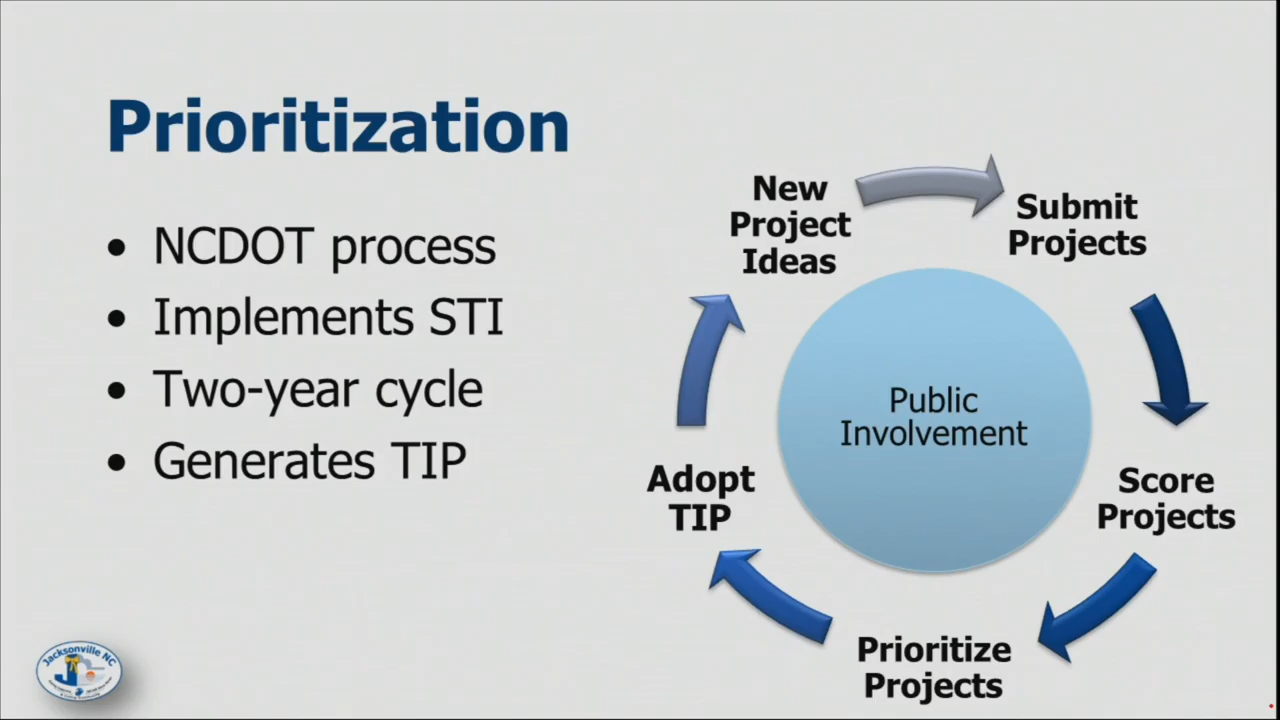 Prioritization
• NCDOT process
• Implements STI
• Two-year cycle
• Generates TIP
New
Project
Ideas
Submit
Projects
Score
Projects
Prioritize
Projects
Adopt
TIP
Public
Involvement
Jacksonville NC